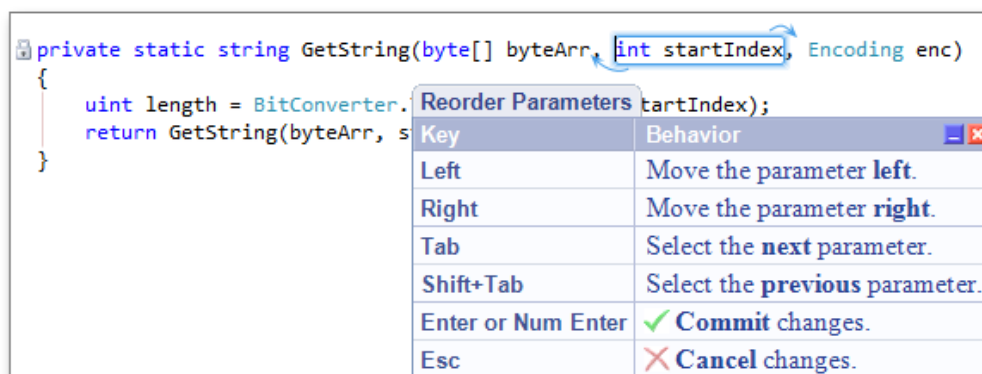 private static string GetString(byte[] byteArr, int startIndex, Encoding enc)
{
uint length = BitConverter. tartIndex);
return GetString(byteArr, s
}
Reorder Parameters
Key Behavior
Left Move the parameter left.
Right Move the parameter right.
Tab Select the next parameter.
Shift+Tab Select the previous parameter.
Enter or Num Enter Commit changes.
Esc Cancel changes.